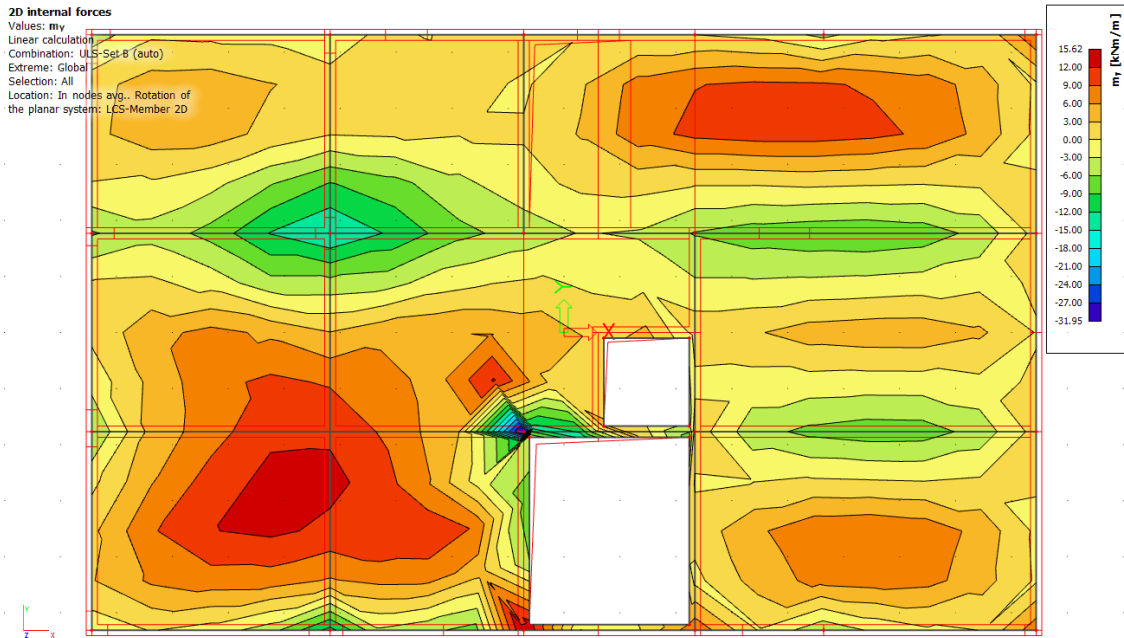 2D internal forces
Values: my
Linear calculation
Combination: ULS-Set B (auto)
Extreme: Global
Selection: All
Location: In nodes avg.. Rotation of
the planar system: LCS-Member 2D
my [kNm/m]
15.62
12.00
9.00
6.00
3.00
0.00
-3.00
-6.00
-9.00
-12.00
-15.00
-18.00
-21.00
-24.00
-27.00
-31.95
Y
X
Y
Z
X